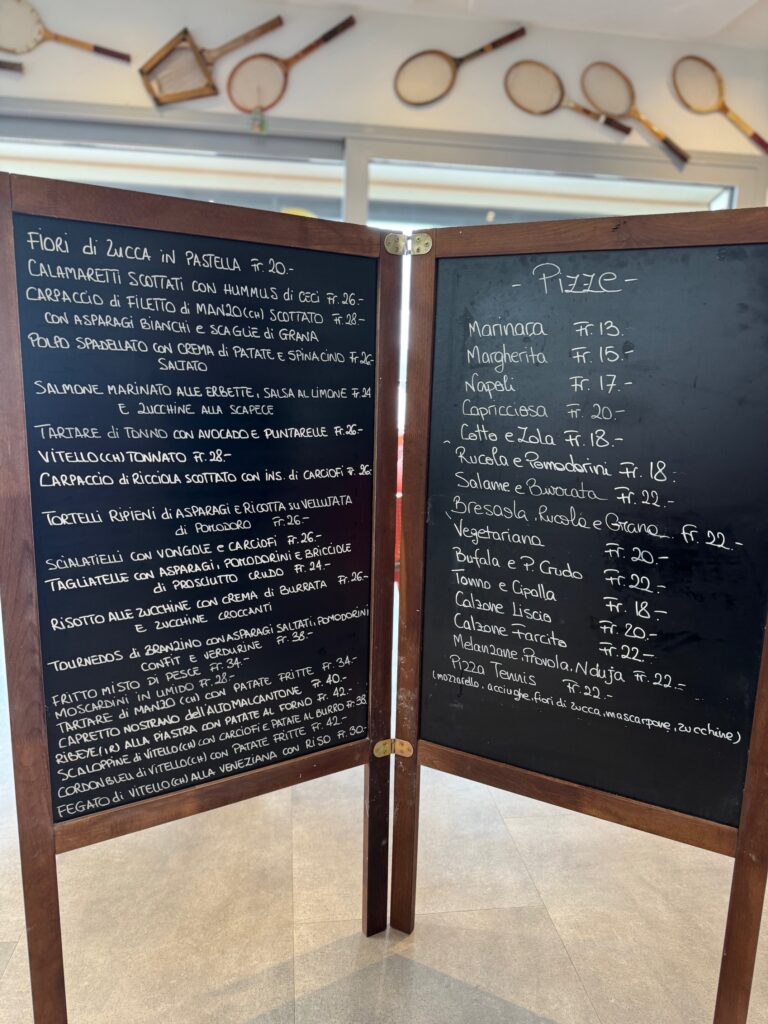 FIORI di ZUCCA IN PASTELLA Fr. 20.-
CALAMARETTI SCOTTATI CON HUMMUS di CECI Fr. 26.-
CARPACCIO di FILETTO di MANZO (CH) SCOTTATO Fr. 28.-
CON ASPARAGI BIANCHI E SCAGLIE di GRANA
POLPO SPADELLATO CON CREMA di PATATE E SPINACINO Fr 26-
SALTATO
SALMONE MARINATO ALLE ERBETTE, SALSA AL LIMONE Fr 24
E ZUCCHINE ALLA SCAPECE
TARTARE di TONNO CON AVOCADO E PUNTARELLE Fr. 26.-
VITELLO (CH) TONNATO Fr. 28.-
CARPACCIO di RICCIOLA SCOTTATO CON INS. di CARCIOFI Fr. 26.
TORTELLI RIPIENI di ASPARAGI E RICOTTA SU VELLUTATA
di POMODORO Fr. 26.-
SCIALATIELLI CON VONGOLE E CARCIOFI Fr. 26.-
TAGLIATELLE CON ASPARAGI, POMODORINI E BRICCIOLE
di PROSCIUTTO CRUDO Fr. 24.-
RISOTTO ALLE ZUCCHINE CON CREMA di BURRATA Fr. 26.-
E ZUCCHINE CROCCANTI
TOURNEDOS di BRANZINO CON ASPARAGI SALTATI, POMODORINI
CONFIT E VERDURINE Fr. 38.-
FRITTO MISTO DI PESCE Fr. 34.-
MOSCARDINI IN UMIDO Fr. 28.-
TARTARE di MANZO (CH) CON PATATE FRITTE Fr. 34.-
CAPRETTO NOSTRANO dell'ALTO MALCANTONE Fr. 40.-
RIBEYE (IR) ALLA PIASTRA CON PATATE AL FORNO Fr. 42.-
SCALOPPINE di VITELLO (CH) CON CARCIOFI E PATATE AL BURRO Fr. 38
CORDON BLEU di VITELLO (CH) CON PATATE FRITTE Fr. 42.-
FEGATO di VITELLO (CH) ALLA VENEZIANA CON RISO Fr. 30.-
- Pizze -
Marinara Fr 13.
Margherita Fr. 15.-
Napoli Fr. 17.-
Capricciosa Fr. 20.-
Cotto e Zola Fr. 18.-
Rucola e Pomodorini Fr. 18.-
Salame e Burrata Fr. 22.-
Bresaola, Rucola e Grana Fr. 22.-
Vegetariana Fr. 20.-
Bufala e P. Crudo Fr. 22.-
Tonno e Cipolla Fr. 18.-
Calzone Liscio Fr. 20.-
Calzone Farcito Fr. 22.-
Melanzane, Provola, Nduja Fr. 22.-
Pizza Tennis Fr. 22.-
(mozzarella, acciughe, fiori di zucca, mascarpone, zucchine)